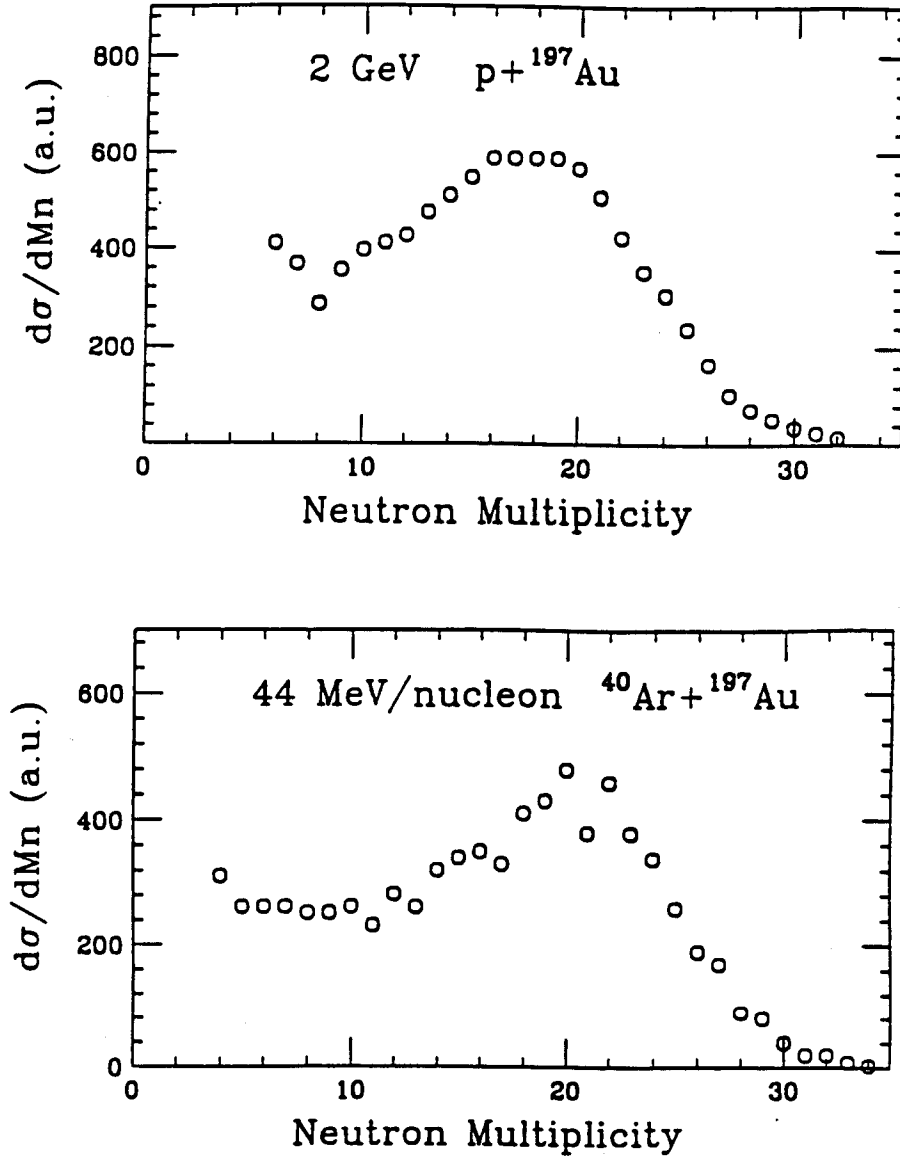 2 GeV p+¹⁹⁷Au
dσ/dMn (a.u.)
800
600
400
200
0 10 20 30
Neutron Multiplicity
44 MeV/nucleon ⁴⁰Ar+¹⁹⁷Au
dσ/dMn (a.u.)
600
400
200
0
0 10 20 30
Neutron Multiplicity